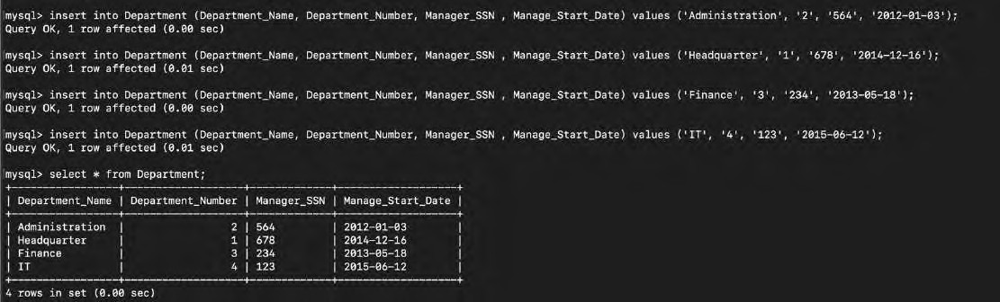 mysql> insert into Department (Department_Name, Department_Number, Manager_SSN , Manage_Start_Date) values ('Administration', '2', '564', '2012-01-03');
Query OK, 1 row affected (0.00 sec)
mysql> insert into Department (Department_Name, Department_Number, Manager_SSN , Manage_Start_Date) values ('Headquarter', '1', '678', '2014-12-16');
Query OK, 1 row affected (0.01 sec)
mysql> insert into Department (Department_Name, Department_Number, Manager_SSN , Manage_Start_Date) values ('Finance', '3', '234', '2013-05-18');
Query OK, 1 row affected (0.00 sec)
mysql> insert into Department (Department_Name, Department_Number, Manager_SSN , Manage_Start_Date) values ('IT', '4', '123', '2015-06-12');
Query OK, 1 row affected (0.01 sec)
mysql> select * from Department;
+-----------------+-------------------+-------------+-------------------+
| Department_Name | Department_Number | Manager_SSN | Manage_Start_Date |
+-----------------+-------------------+-------------+-------------------+
| Administration  |                 2 | 564         | 2012-01-03        |
| Headquarter     |                 1 | 678         | 2014-12-16        |
| Finance         |                 3 | 234         | 2013-05-18        |
| IT              |                 4 | 123         | 2015-06-12        |
+-----------------+-------------------+-------------+-------------------+
4 rows in set (0.00 sec)